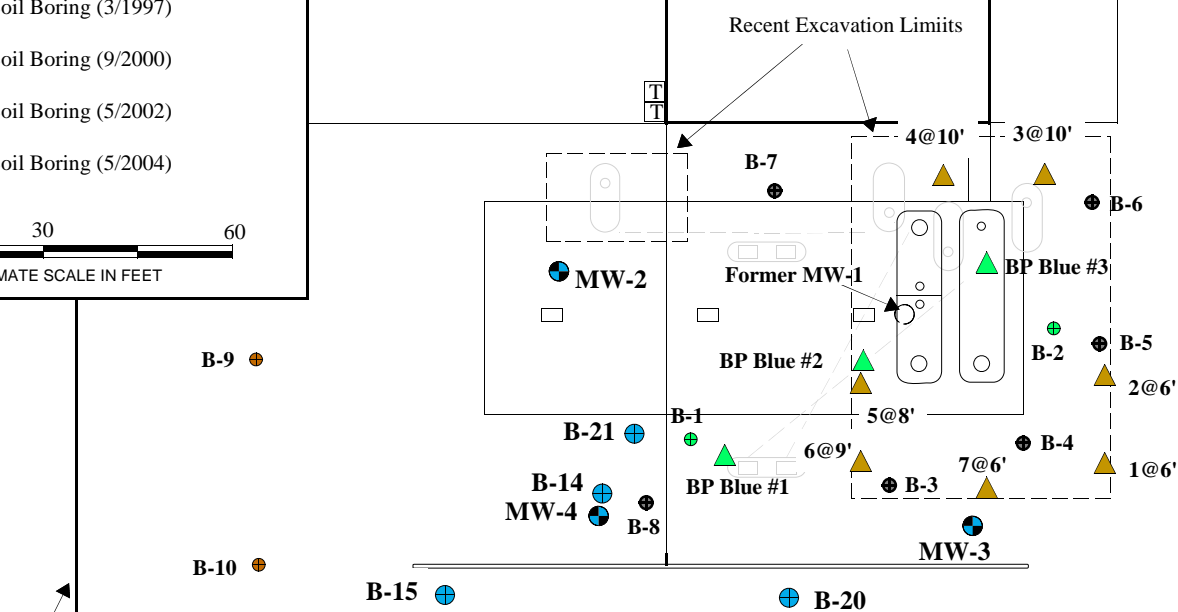 oil Boring (3/1997)
oil Boring (9/2000)
oil Boring (5/2002)
oil Boring (5/2004)
30 60
MATE SCALE IN FEET
Recent Excavation Limiits
T
T
4@10' 3@10'
B-7
B-6
MW-2
Former MW-1
BP Blue #3
B-9
BP Blue #2
B-2
B-5
2@6'
5@8'
B-21
B-1
B-4
6@9'
7@6'
1@6'
BP Blue #1
B-3
B-14
MW-4
B-8
MW-3
B-10
B-15
B-20